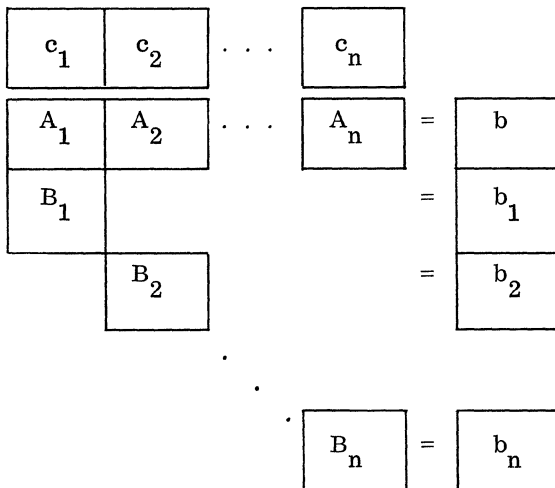 c1 c2 . . . cn
A1 A2 . . . An = b
B1 = b1
B2 = b2
. . .
Bn = bn